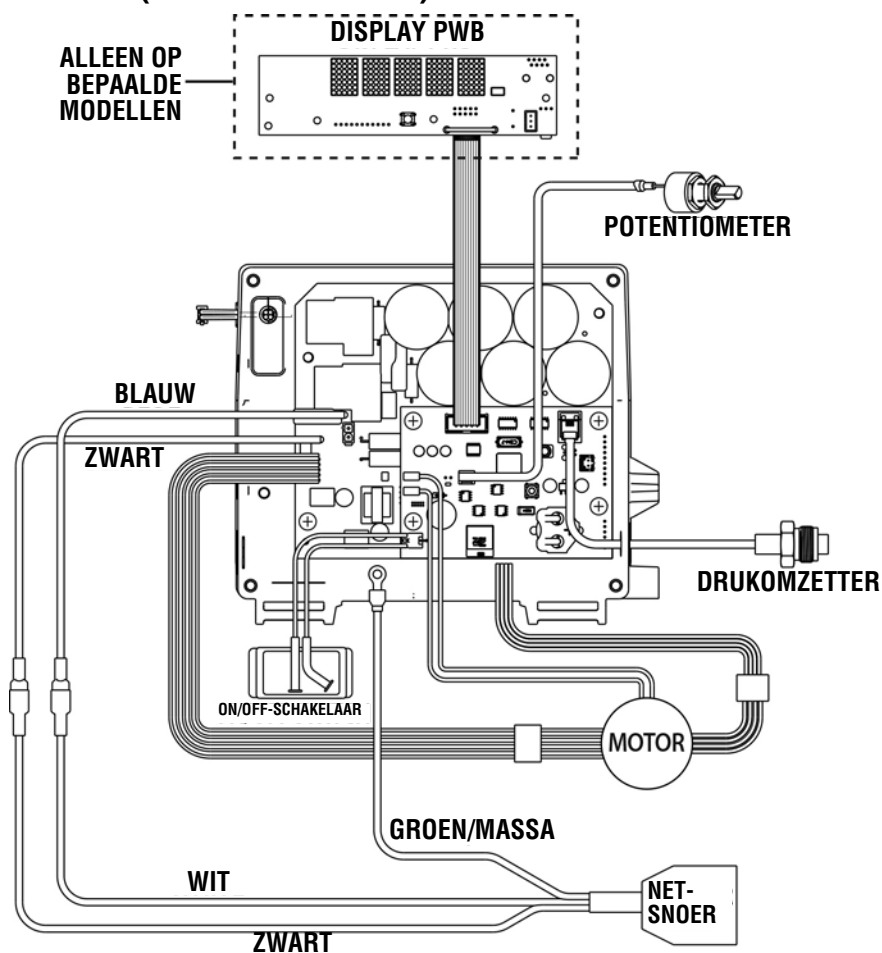 DISPLAY PWB
ALLEEN OP
BEPAALDE
MODELLEN
POTENTIOMETER
BLAUW
ZWART
DRUKOMZETTER
ON/OFF-SCHAKELAAR
MOTOR
GROEN/MASSA
WIT
NET-
SNOER
ZWART